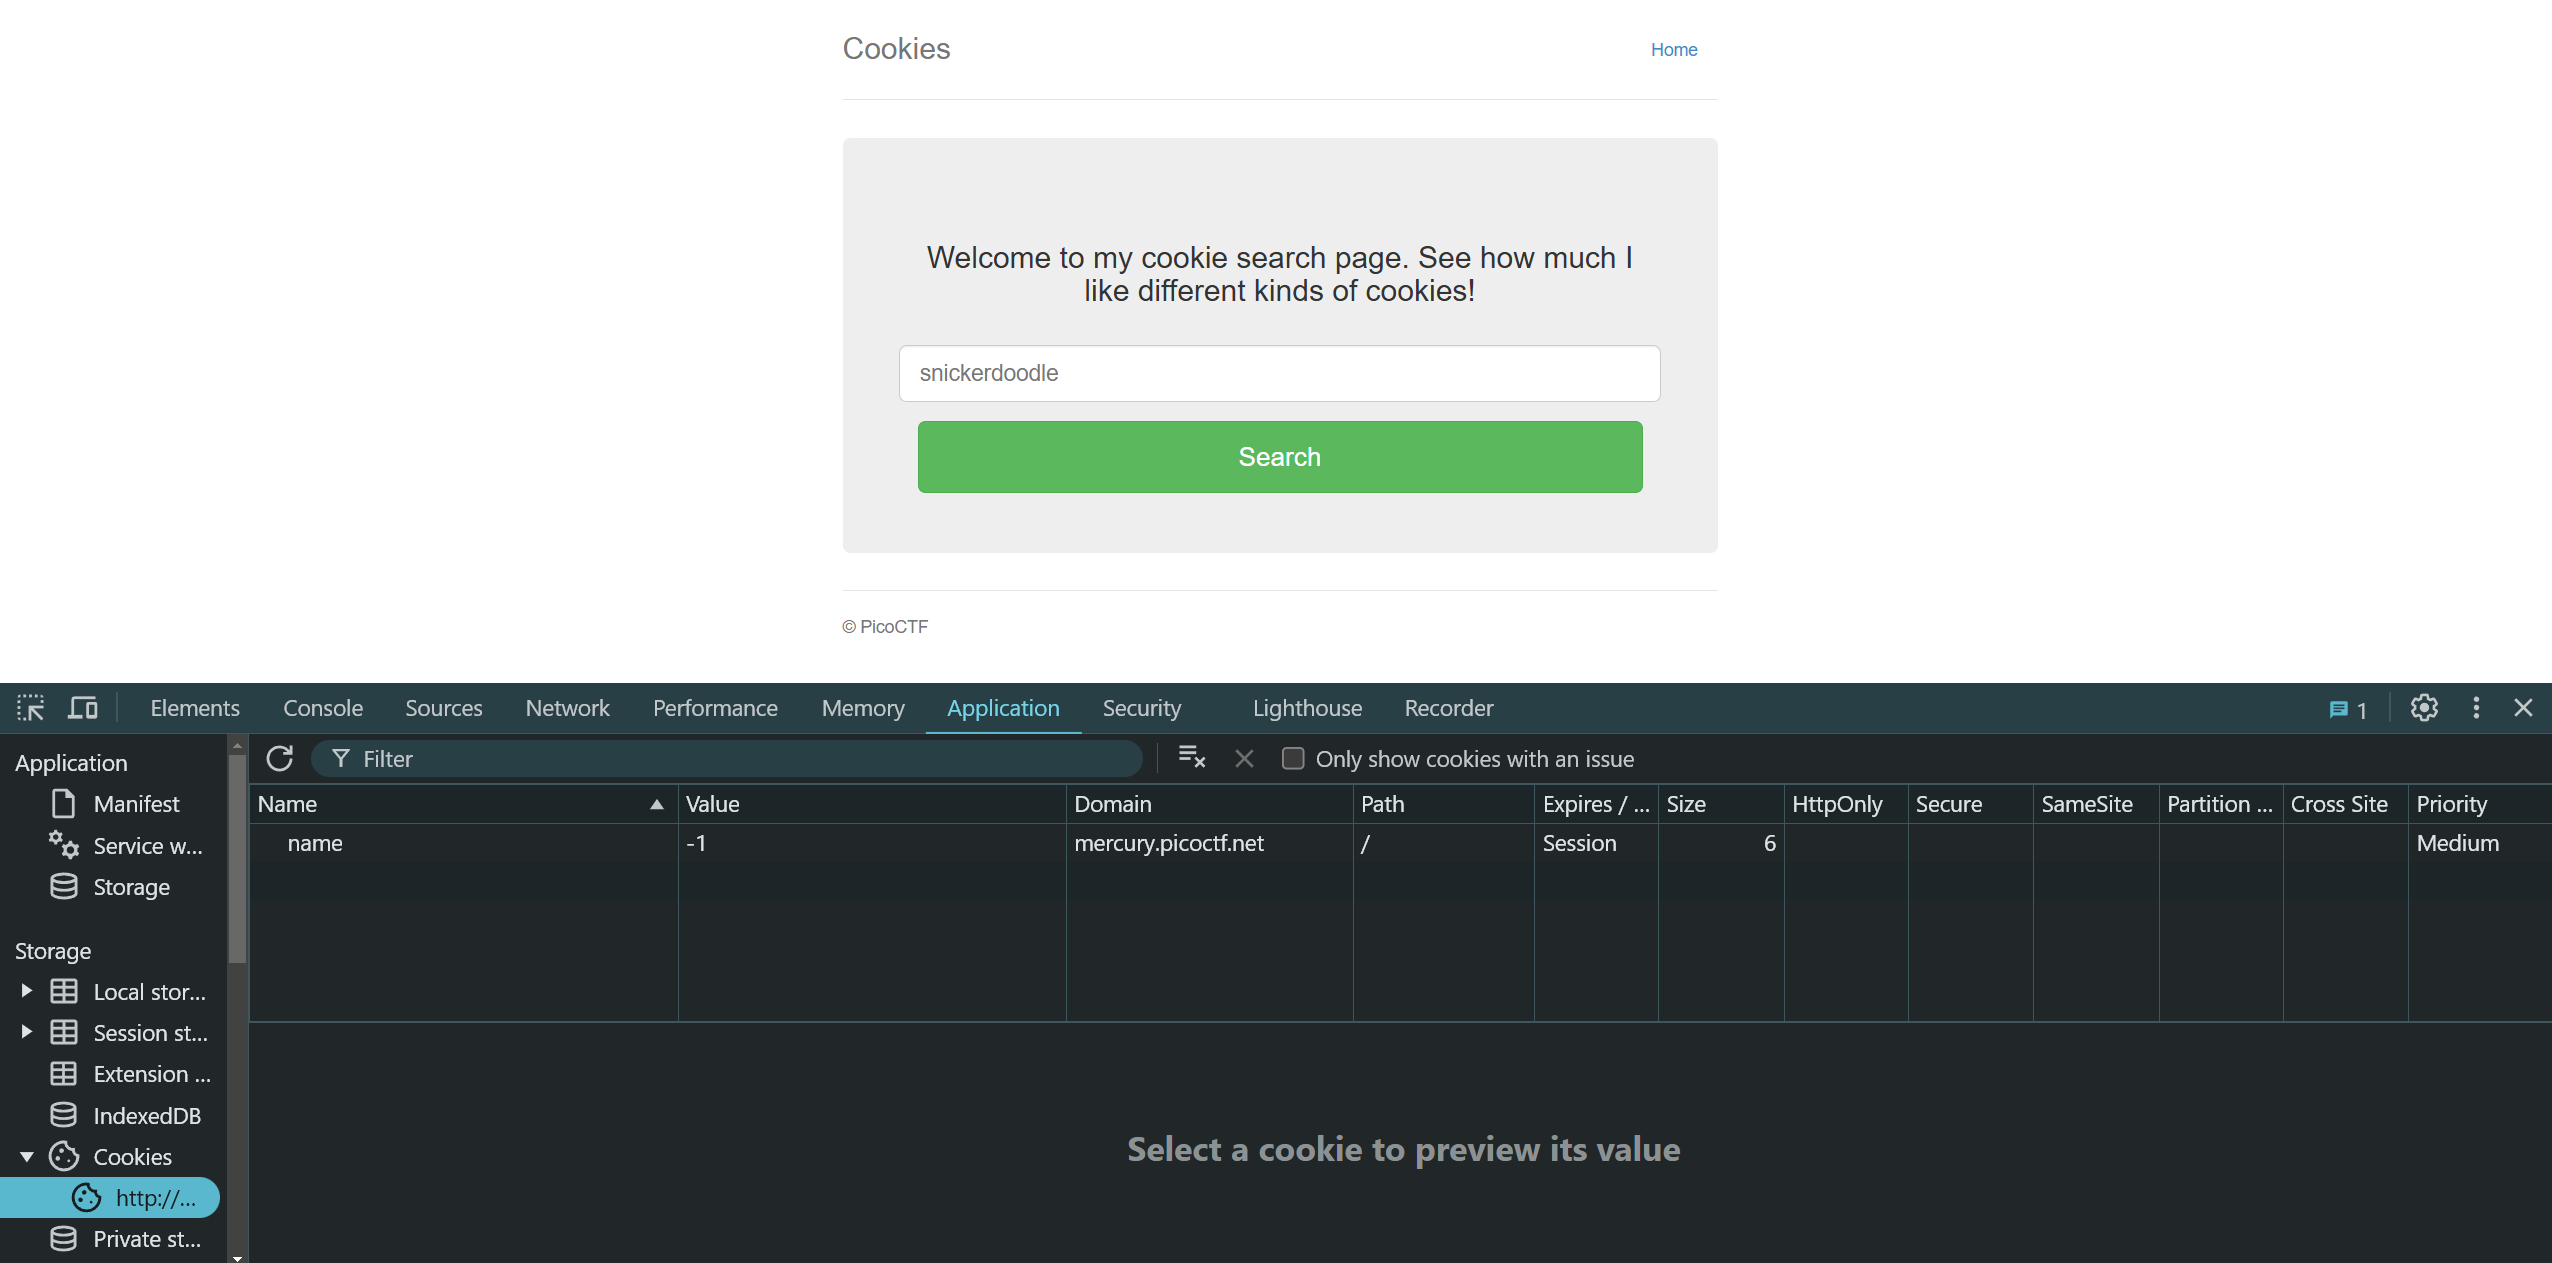 Cookies
Home
Welcome to my cookie search page. See how much I
like different kinds of cookies!
snickerdoodle
Search
© PicoCTF
Elements Console Sources Network Performance Memory Application Security Lighthouse Recorder 1
Application
Manifest
Service w...
Storage
Storage
Local stor...
Session st...
Extension ...
IndexedDB
Cookies
http://...
Private st...
Filter Only show cookies with an issue
Name Value Domain Path Expires / ... Size HttpOnly Secure SameSite Partition ... Cross Site Priority
name -1 mercury.picoctf.net / Session 6 Medium
Select a cookie to preview its value